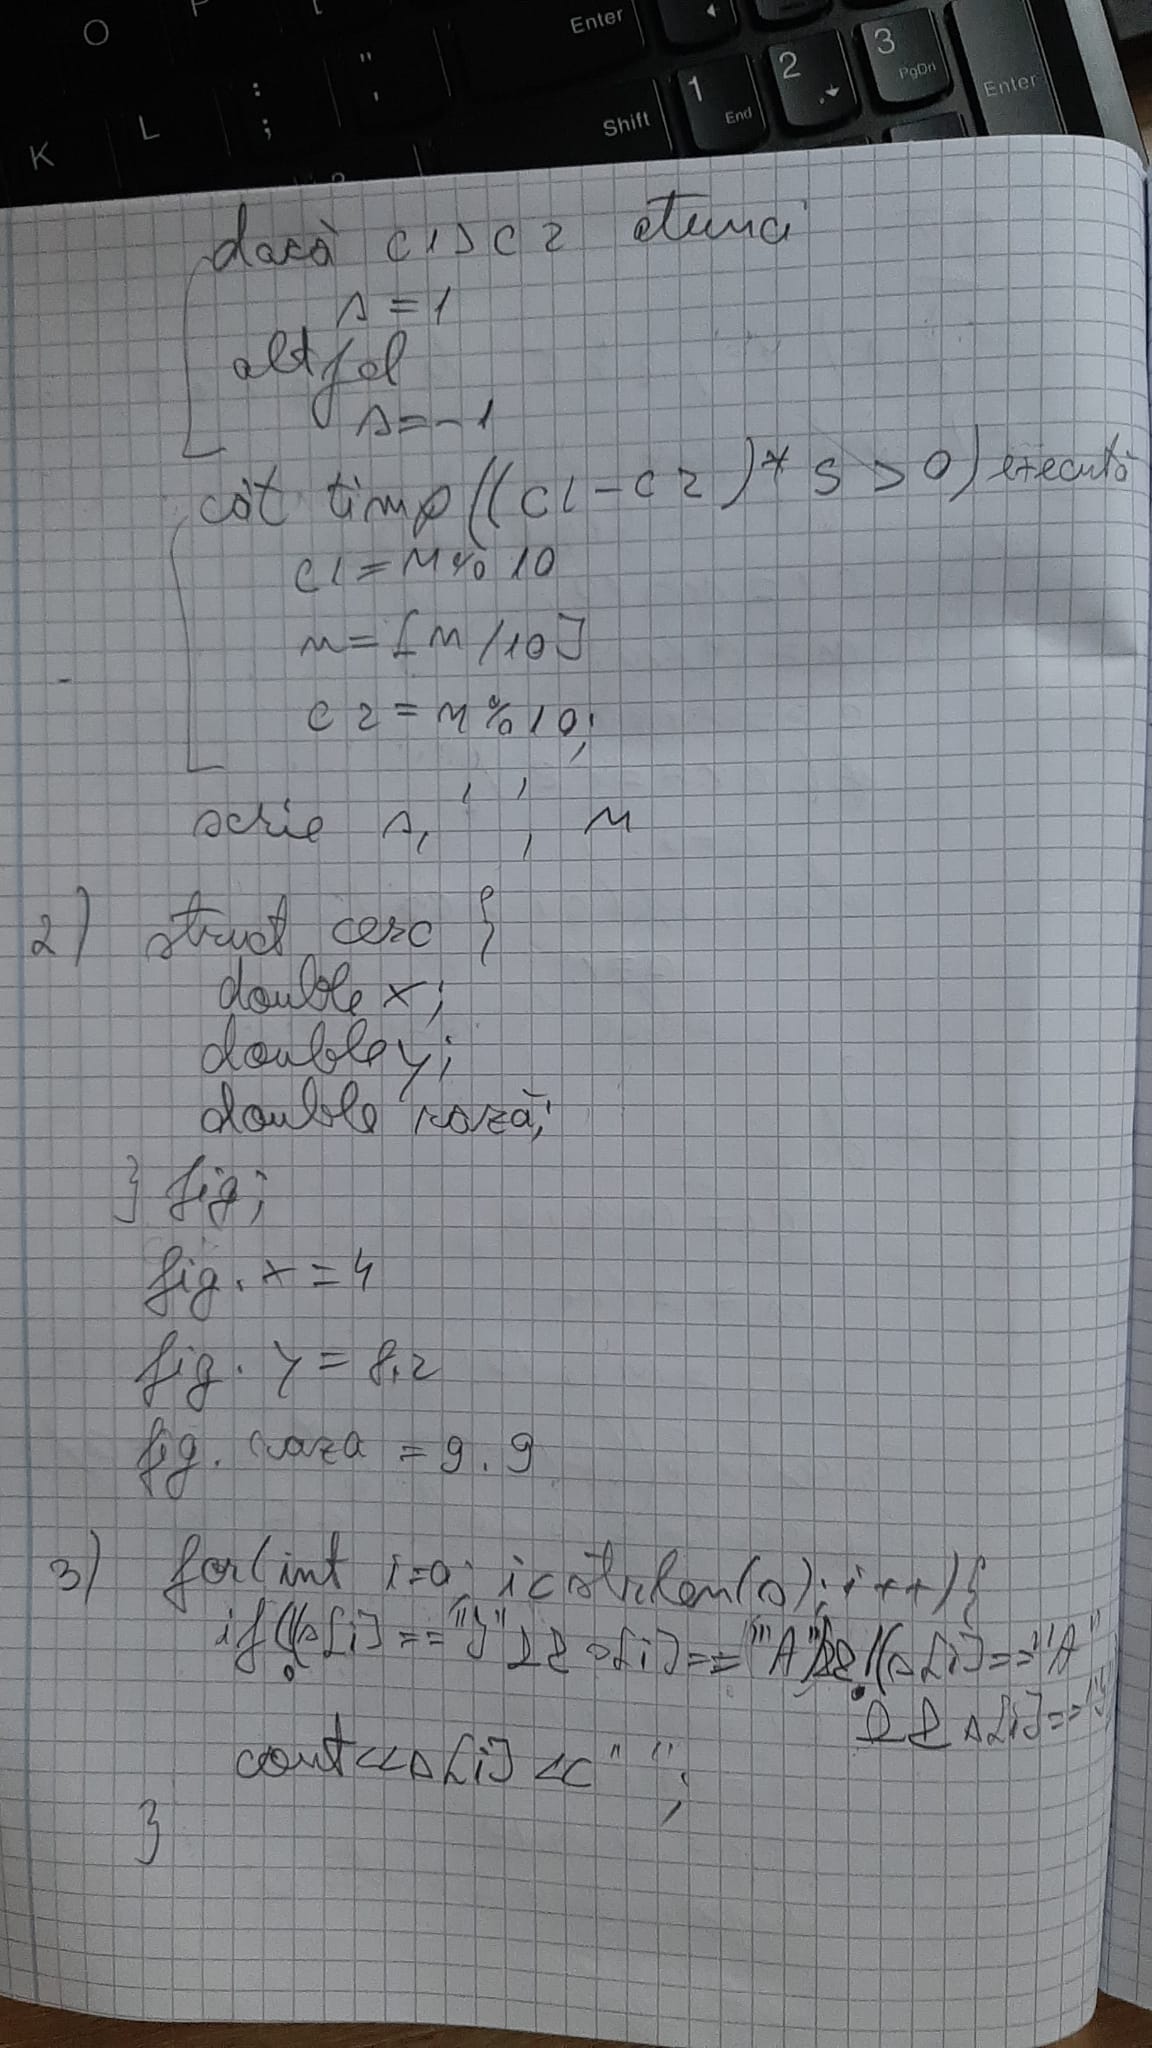 O
Enter
"
'
1 End
2
3 PgDn
Enter
K
L
:
;
Shift
dacă c1>c2 atunci
s=1
altfel
s=-1
cât timp((c1-c2)*s>0) execută
c1=n%10
n=[n/10]
c2=n%10;
scrie s, ' ', n
2) struct cerc {
double x;
double y;
double rază;
} fig;
fig.x=4
fig.y=8.2
fig.raza=9.9
3) for(int i=0; i<strlen(s); i++){
if((s[i]=="J"&& s[i]=="A")&&((s[i]=="A"
&& s[i]==
cout<<s[i]<<" ";
}